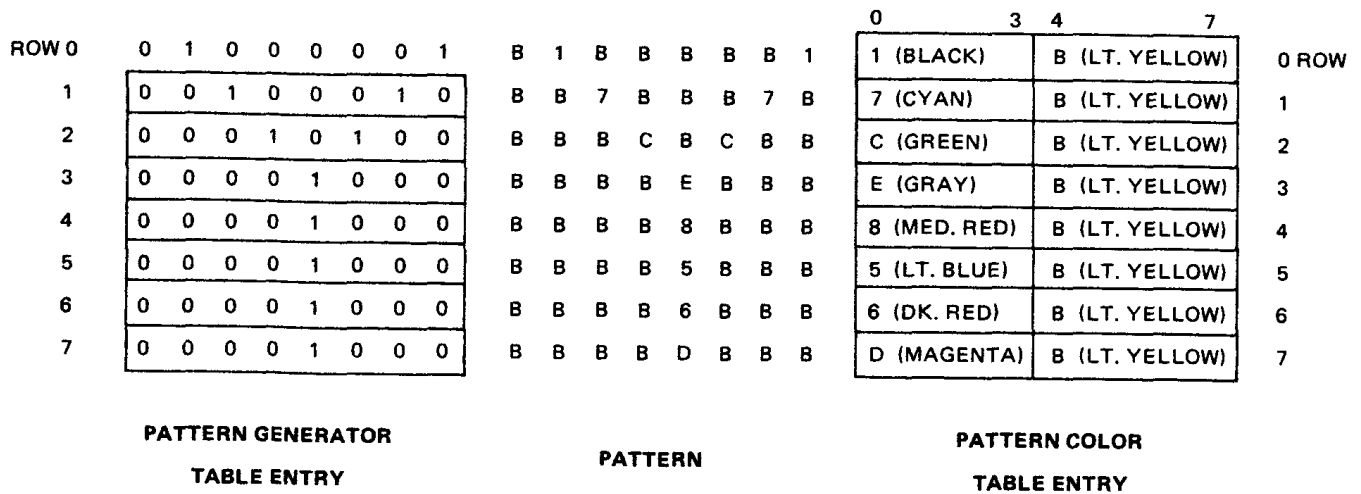 0 3 4 7
ROW 0 0 1 0 0 0 0 0 1 B 1 B B B B B 1 1 (BLACK) B (LT. YELLOW) 0 ROW
1 0 0 1 0 0 0 1 0 B B 7 B B B 7 B 7 (CYAN) B (LT. YELLOW) 1
2 0 0 0 1 0 1 0 0 B B B C B C B B C (GREEN) B (LT. YELLOW) 2
3 0 0 0 0 1 0 0 0 B B B B E B B B E (GRAY) B (LT. YELLOW) 3
4 0 0 0 0 1 0 0 0 B B B B 8 B B B 8 (MED. RED) B (LT. YELLOW) 4
5 0 0 0 0 1 0 0 0 B B B B 5 B B B 5 (LT. BLUE) B (LT. YELLOW) 5
6 0 0 0 0 1 0 0 0 B B B B 6 B B B 6 (DK. RED) B (LT. YELLOW) 6
7 0 0 0 0 1 0 0 0 B B B B D B B B D (MAGENTA) B (LT. YELLOW) 7
PATTERN GENERATOR
TABLE ENTRY
PATTERN
PATTERN COLOR
TABLE ENTRY